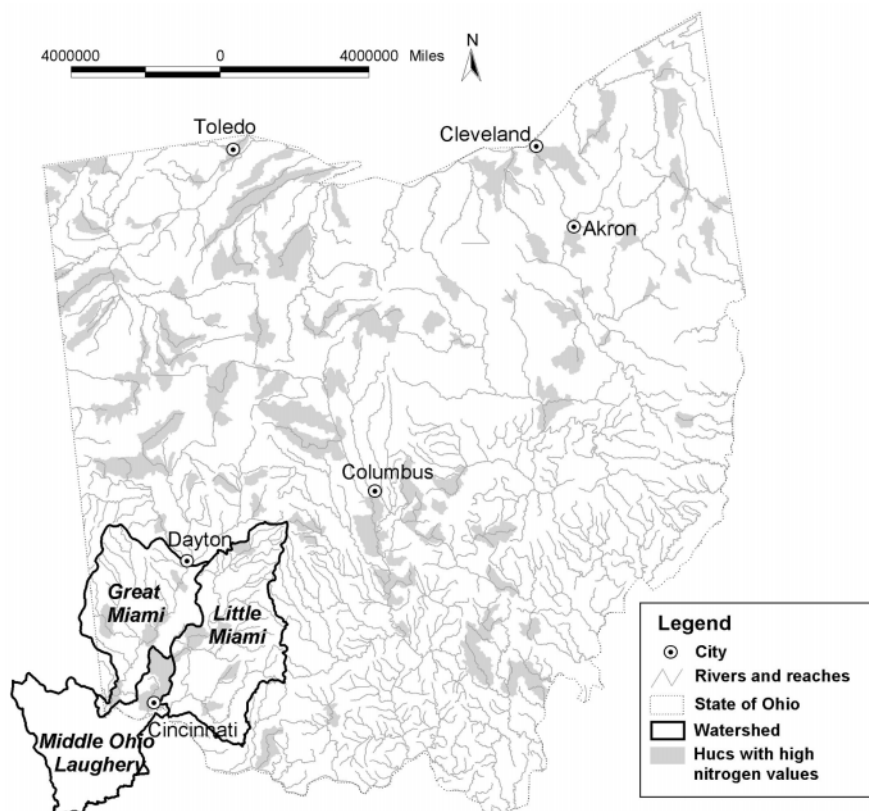 N
4000000 0 4000000 Miles
Toledo
Cleveland
Akron
Columbus
Dayton
Great
Miami
Little
Miami
Cincinnati
Middle Ohio
Laughery
Legend
City
Rivers and reaches
State of Ohio
Watershed
Hucs with high
nitrogen values